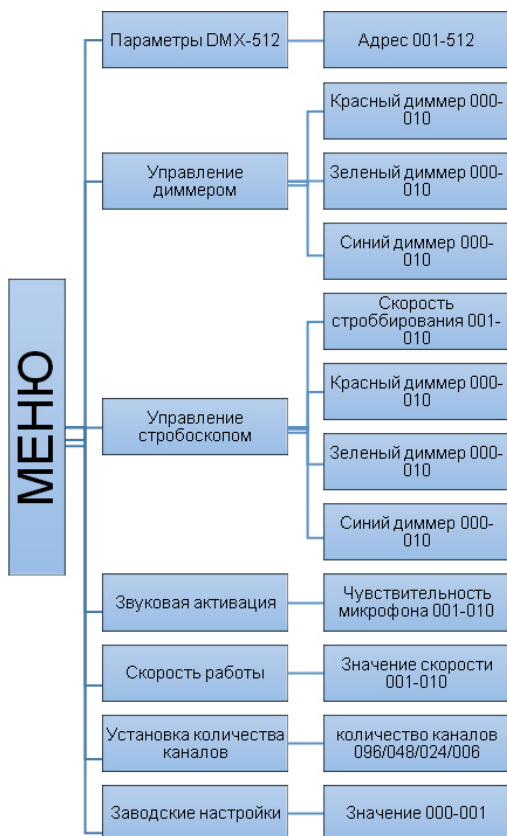 МЕНЮ
Параметры DMX-512
Адрес 001-512
Управление
диммером
Красный диммер 000-
010
Зеленый диммер 000-
010
Синий диммер 000-
010
Управление
стробоскопом
Скорость
строббирования 001-
010
Красный диммер 000-
010
Зеленый диммер 000-
010
Синий диммер 000-
010
Звуковая активация
Чувствительность
микрофона 001-010
Скорость работы
Значение скорости
001-010
Установка количества
каналов
количество каналов
096/048/024/006
Заводские настройки
Значение 000-001